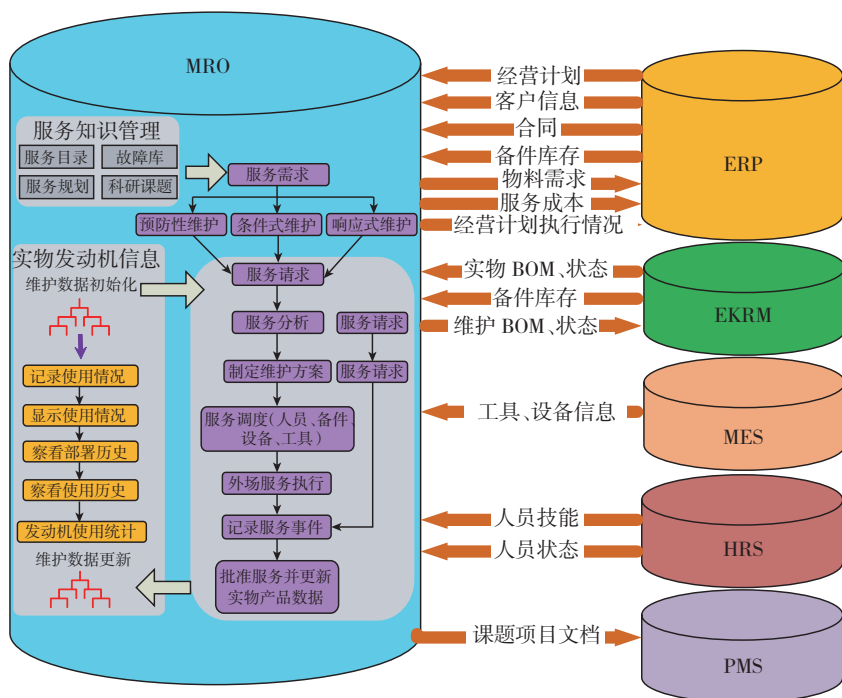 MRO
服务知识管理
服务目录
故障库
服务规划
科研课题
服务需求
预防性维护
条件式维护
响应式维护
实物发动机信息
维护数据初始化
记录使用情况
显示使用情况
察看部署历史
察看使用历史
发动机使用统计
维护数据更新
服务请求
服务分析
服务请求
制定维护方案
服务请求
服务调度(人员、备件、
设备、工具)
外场服务执行
记录服务事件
批准服务并更新
实物产品数据
经营计划
客户信息
合同
备件库存
物料需求
服务成本
经营计划执行情况
实物 BOM、状态
备件库存
维护 BOM、状态
工具、设备信息
人员技能
人员状态
课题项目文档
ERP
EKRM
MES
HRS
PMS